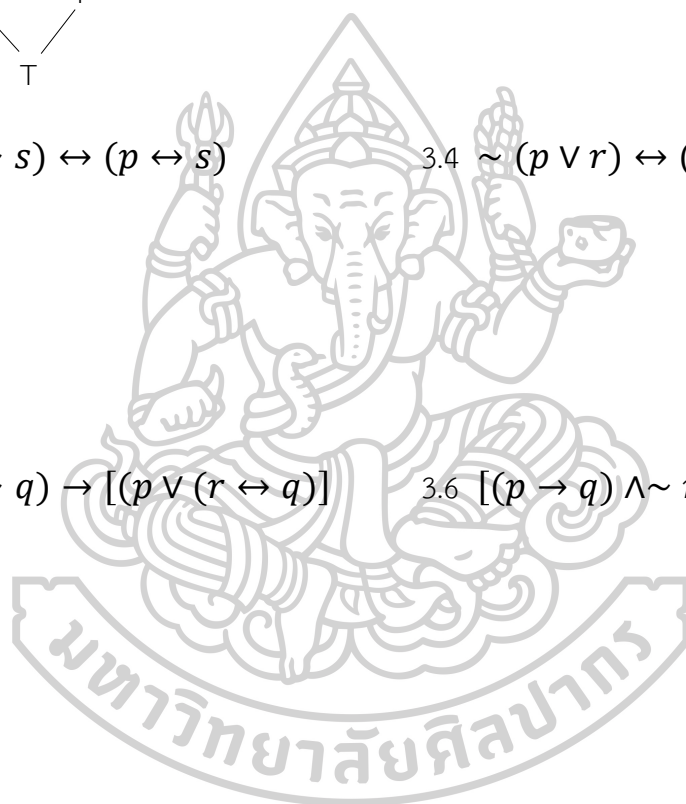 T
s) ↔ (p ↔ s) 3.4 ~ (p ∨ r) ↔ (
q) → [(p ∨ (r ↔ q)] 3.6 [(p → q) ∧~
มหาวิทยาลัยศิลปากร